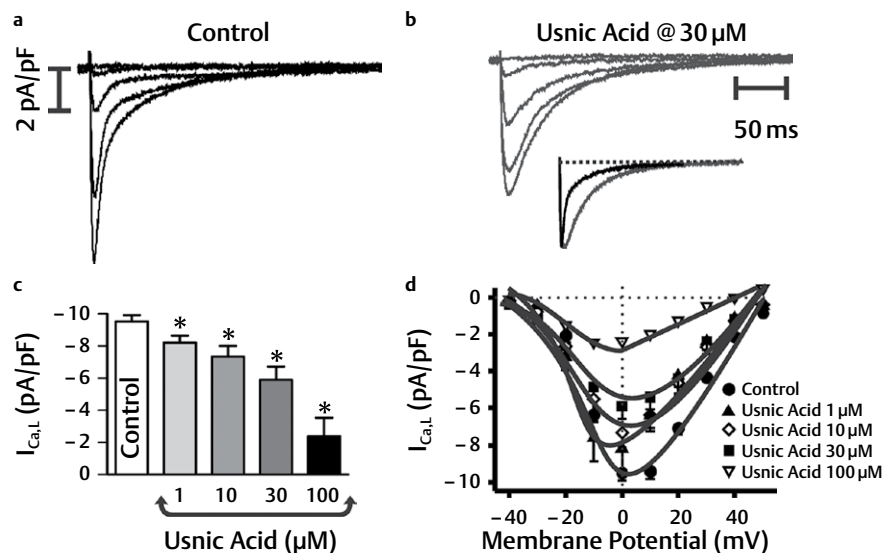 a
Control
2 pA/pF
b
Usnic Acid @ 30 µM
50 ms
c
I Ca,L (pA/pF)
- 10
- 8
- 6
- 4
- 2
0
Control
*
*
*
*
1 10 30 100
Usnic Acid (µM)
d
I Ca,L (pA/pF)
0
- 2
- 4
- 6
- 8
- 10
Control
Usnic Acid 1 µM
Usnic Acid 10 µM
Usnic Acid 30 µM
Usnic Acid 100 µM
- 40 - 20 0 20 40
Membrane Potential (mV)